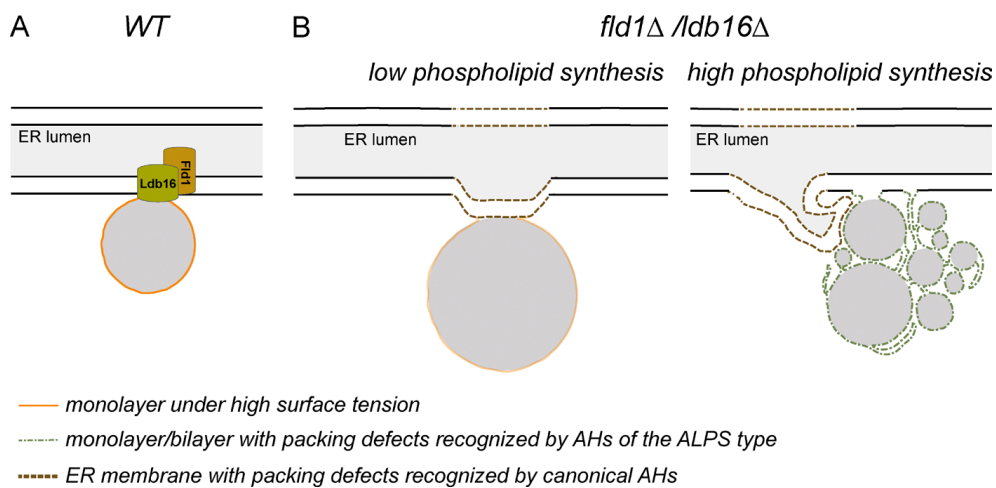 A WT B fld1Δ /ldb16Δ
low phospholipid synthesis high phospholipid synthesis
ER lumen ER lumen ER lumen
Fld1
Ldb16
monolayer under high surface tension
monolayer/bilayer with packing defects recognized by AHs of the ALPS type
ER membrane with packing defects recognized by canonical AHs